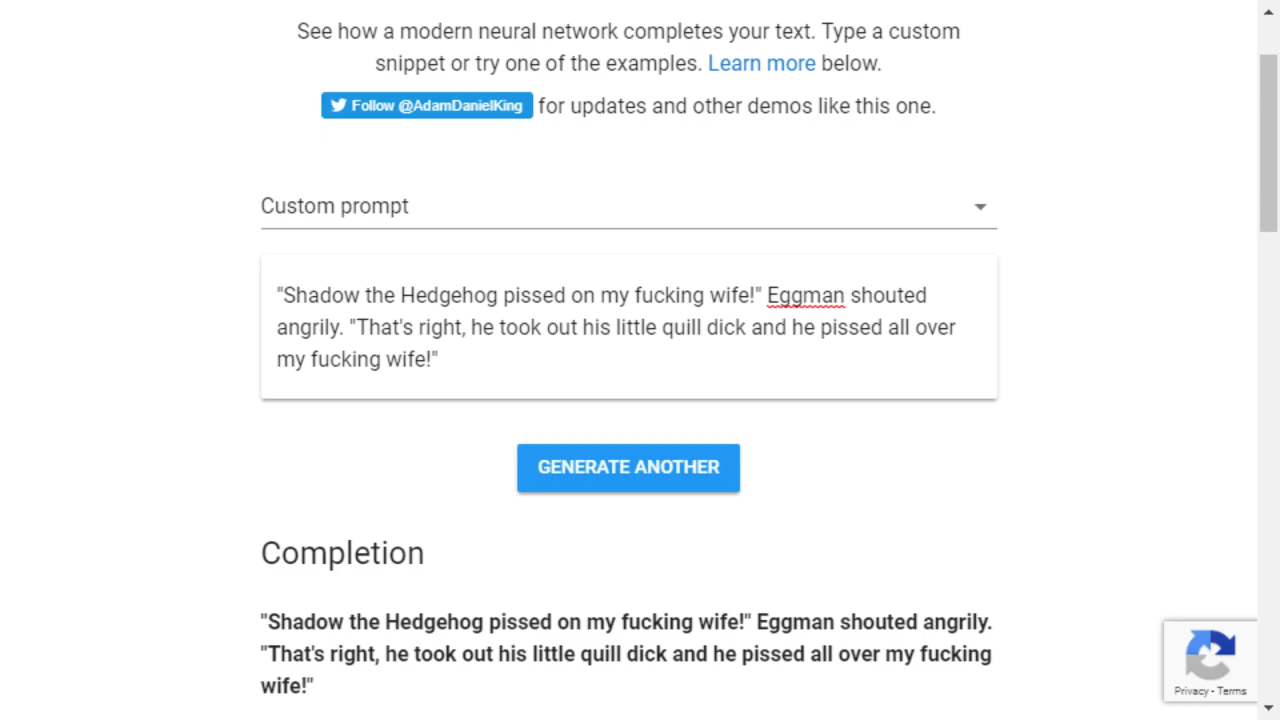 See how a modern neural network completes your text. Type a custom
snippet or try one of the examples. Learn more below.
Follow @AdamDanielKing for updates and other demos like this one.
Custom prompt
"Shadow the Hedgehog pissed on my fucking wife!" Eggman shouted
angrily. "That's right, he took out his little quill dick and he pissed all over
my fucking wife!"
GENERATE ANOTHER
Completion
"Shadow the Hedgehog pissed on my fucking wife!" Eggman shouted angrily.
"That's right, he took out his little quill dick and he pissed all over my fucking
wife!"
Privacy - Terms